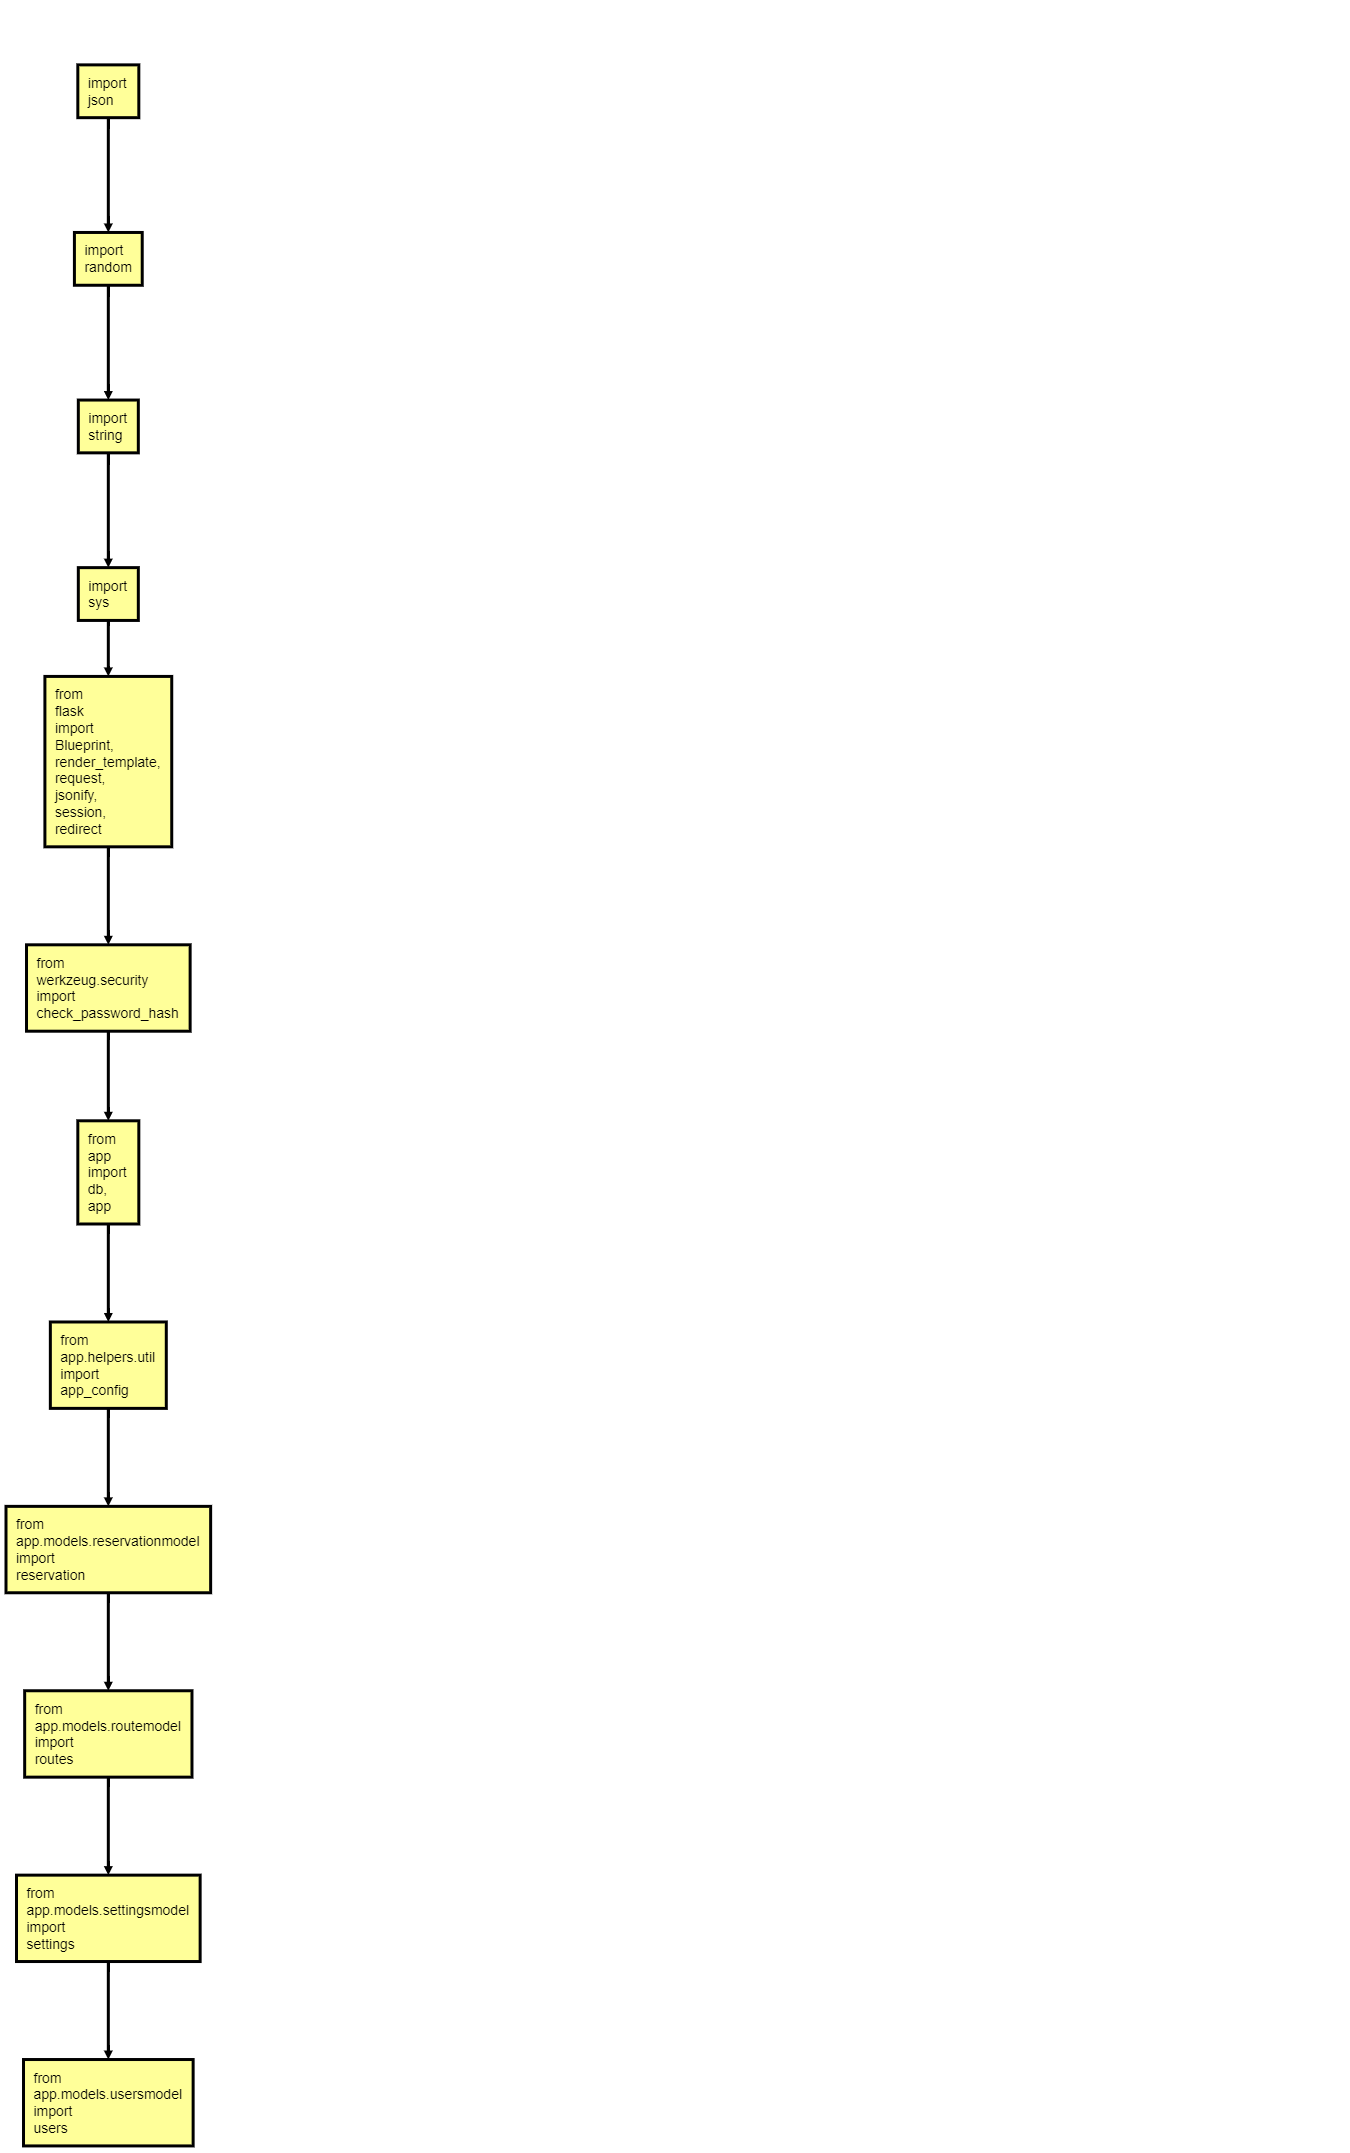 import
json
import
random
import
string
import
sys
from
flask
import
Blueprint,
render_template,
request,
jsonify,
session,
redirect
from
werkzeug.security
import
check_password_hash
from
app
import
db,
app
from
app.helpers.util
import
app_config
from
app.models.reservationmodel
import
reservation
from
app.models.routemodel
import
routes
from
app.models.settingsmodel
import
settings
from
app.models.usersmodel
import
users